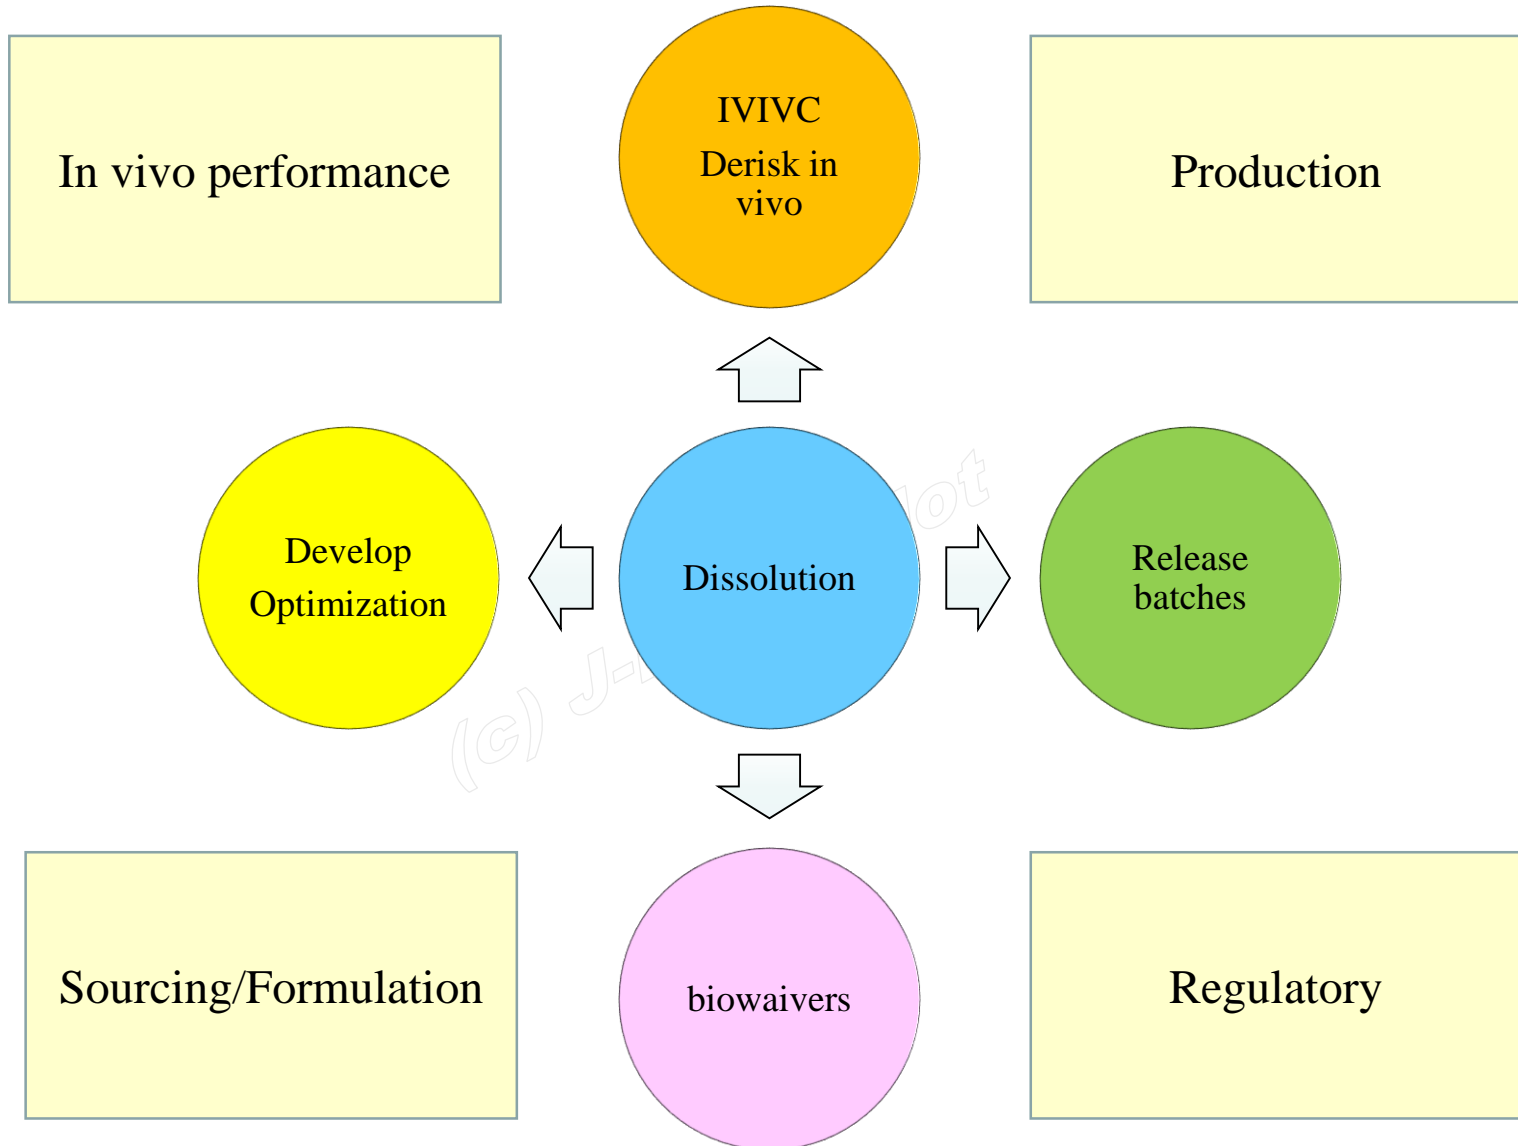 In vivo performance
IVIVC
Derisk in
vivo
Production
Develop
Optimization
Dissolution
Release
batches
Sourcing/Formulation
biowaivers
Regulatory
(c)